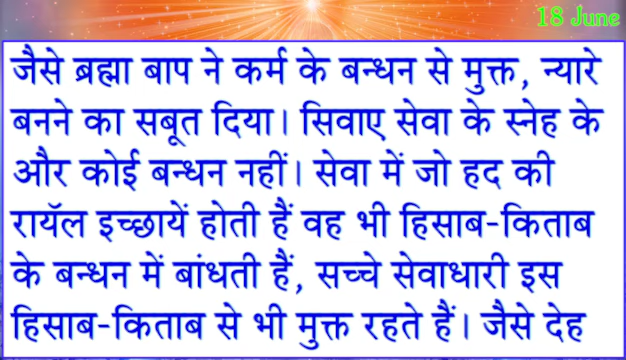 18 June
जैसे ब्रह्मा बाप ने कर्म के बन्धन से मुक्त, न्यारे
बनने का सबूत दिया। सिवाए सेवा के स्नेह के
और कोई बन्धन नहीं। सेवा में जो हद की
रायॅल इच्छायें होती हैं वह भी हिसाब-किताब
के बन्धन में बांधती हैं, सच्चे सेवाधारी इस
हिसाब-किताब से भी मुक्त रहते हैं। जैसे देह